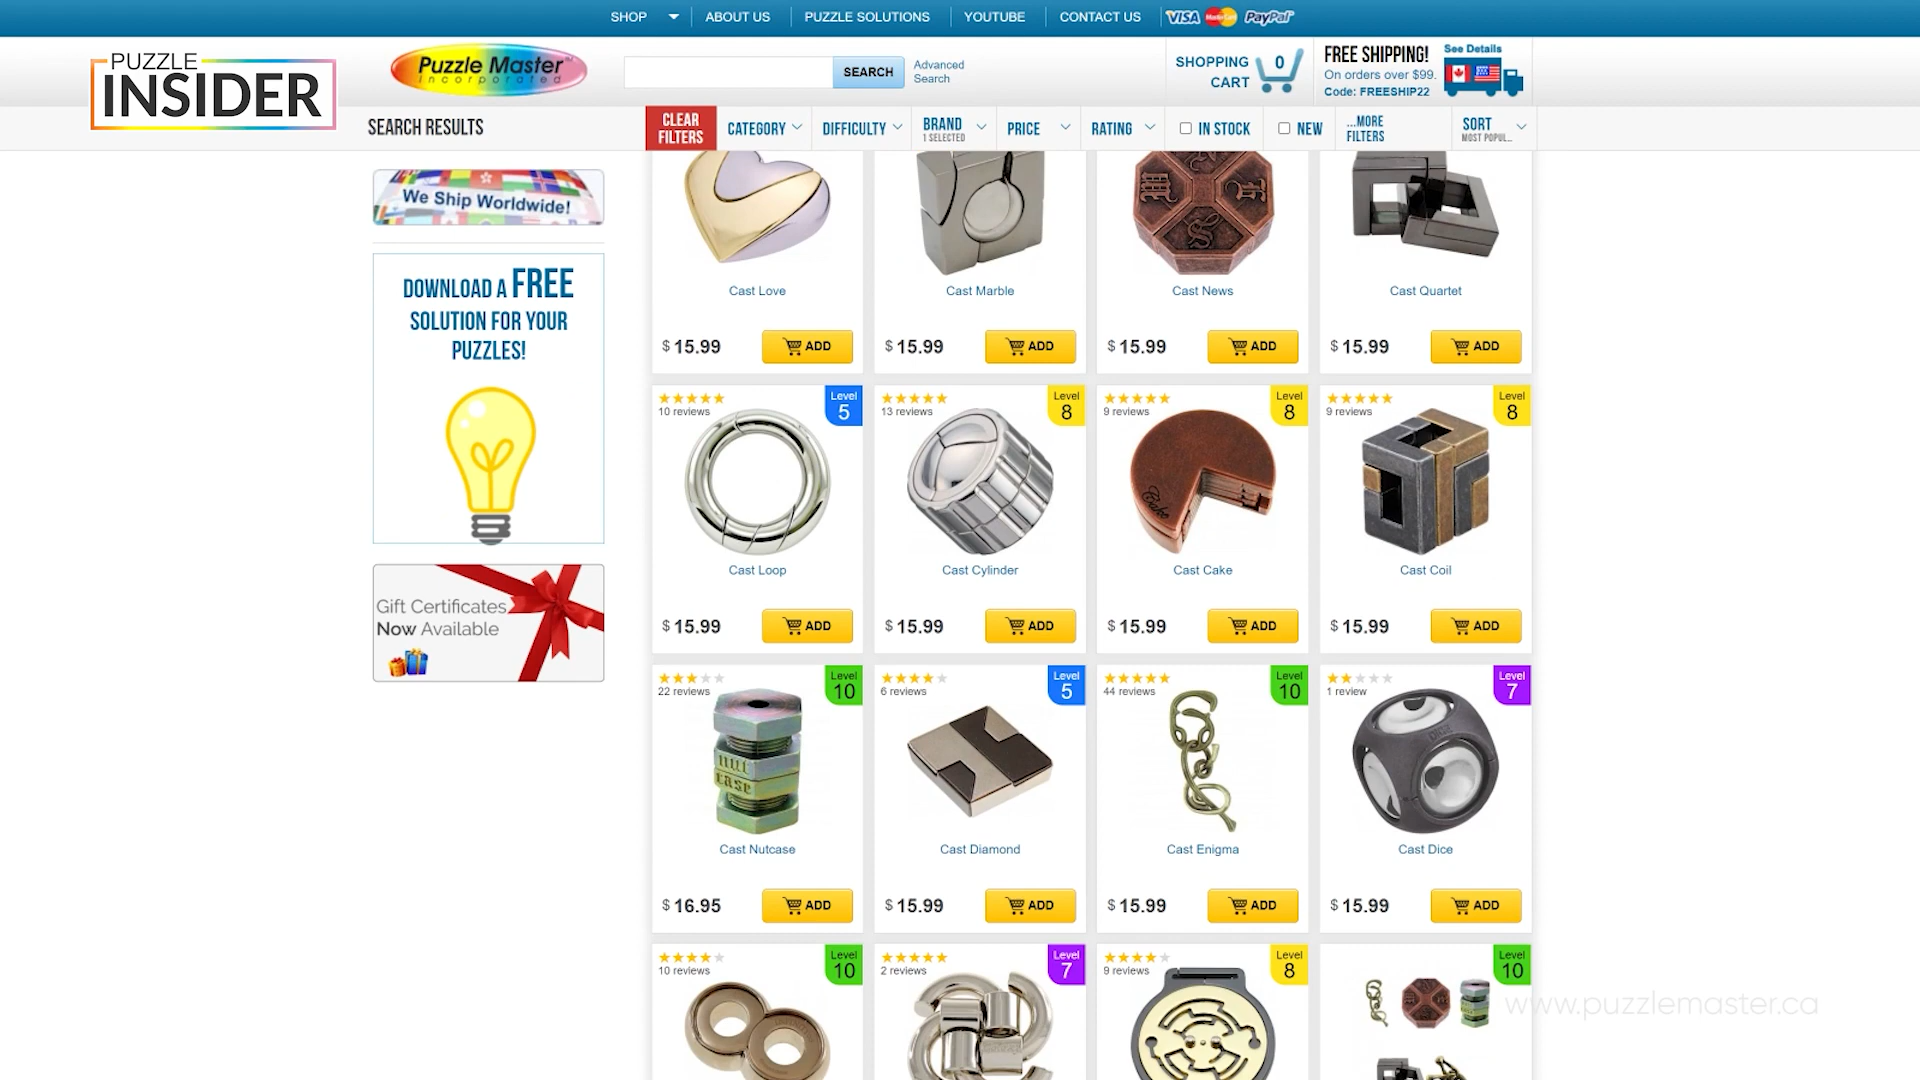 SHOP
ABOUT US
PUZZLE SOLUTIONS
YOUTUBE
CONTACT US
VISA MasterCard PayPal
PUZZLE
INSIDER
Puzzle Master
Incorporated
SEARCH
Advanced
Search
SHOPPING
CART
0
FREE SHIPPING!
On orders over $99.
Code: FREESHIP22
See Details
SEARCH RESULTS
CLEAR
FILTERS
CATEGORY
DIFFICULTY
BRAND
1 SELECTED
PRICE
RATING
IN STOCK
NEW
...MORE
FILTERS
SORT
MOST POPUL...
We Ship Worldwide!
DOWNLOAD A FREE
SOLUTION FOR YOUR
PUZZLES!
Gift Certificates
Now Available
Cast Love
Cast Marble
Cast News
Cast Quartet
$ 15.99
ADD
$ 15.99
ADD
$ 15.99
ADD
$ 15.99
ADD
10 reviews
Level
5
13 reviews
Level
8
9 reviews
Level
8
9 reviews
Level
8
Cake
Cast Loop
Cast Cylinder
Cast Cake
Cast Coil
$ 15.99
ADD
$ 15.99
ADD
$ 15.99
ADD
$ 15.99
ADD
22 reviews
Level
10
6 reviews
Level
5
44 reviews
Level
10
1 review
Level
7
nut
case
Cast Nutcase
Cast Diamond
Cast Enigma
Cast Dice
$ 16.95
ADD
$ 15.99
ADD
$ 15.99
ADD
$ 15.99
ADD
10 reviews
Level
10
2 reviews
Level
7
9 reviews
Level
8
Level
10
www.puzzlemaster.ca